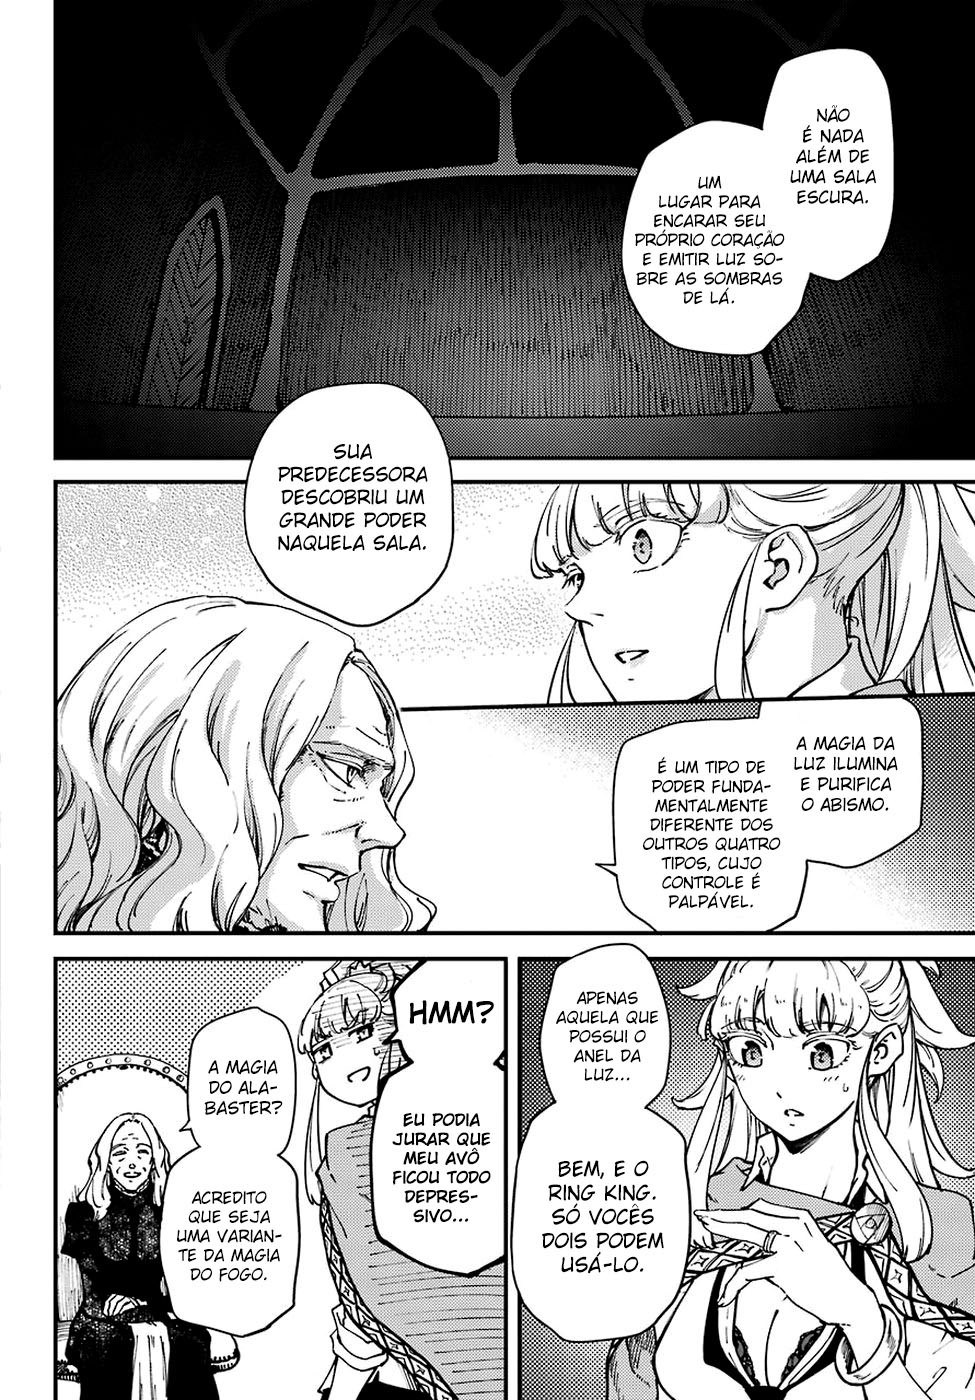 NÃO
É NADA
ALÉM DE
UMA SALA
ESCURA.
UM
LUGAR PARA
ENCARAR SEU
PRÓPRIO CORAÇÃO
E EMITIR LUZ SO-
BRE AS SOMBRAS
DE LÁ.
SUA
PREDECESSORA
DESCOBRIU UM
GRANDE PODER
NAQUELA SALA.
A MAGIA DA
LUZ ILUMINA
E PURIFICA
O ABISMO.
É UM TIPO DE
PODER FUNDA-
MENTALMENTE
DIFERENTE DOS
OUTROS QUATRO
TIPOS, CUJO
CONTROLE É
PALPÁVEL.
APENAS
AQUELA QUE
POSSUI O
ANEL DA
LUZ...
BEM, E O
RING KING.
SÓ VOCÊS
DOIS PODEM
USÁ-LO.
HMM?
EU PODIA
JURAR QUE
MEU AVÔ
FICOU TODO
DEPRES-
SIVO...
A MAGIA
DO ALA-
BASTER?
ACREDITO
QUE SEJA
UMA VARIAN-
TE DA MAGIA
DO FOGO.